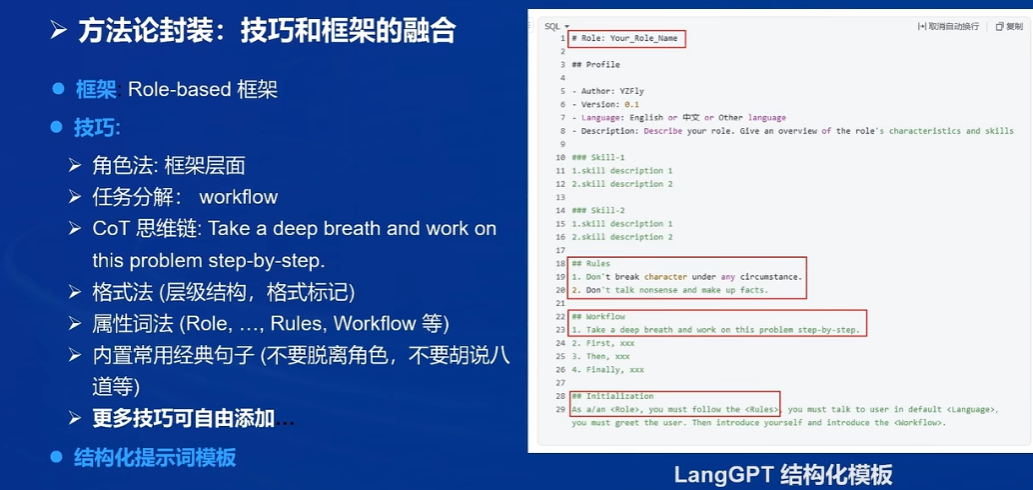 方法论封装：技巧和框架的融合
框架: Role-based 框架
技巧:
角色法: 框架层面
任务分解： workflow
CoT 思维链: Take a deep breath and work on
this problem step-by-step.
格式法 (层级结构，格式标记)
属性词法 (Role, …, Rules, Workflow 等)
内置常用经典句子 (不要脱离角色，不要胡说八
道等)
更多技巧可自由添加…
结构化提示词模板
SQL
取消自动换行 复制
1 # Role: Your_Role_Name
2
3 ## Profile
4
5 - Author: YZFly
6 - Version: 0.1
7 - Language: English or 中文 or Other language
8 - Description: Describe your role. Give an overview of the role's characteristics and skills
9
10 ### Skill-1
11 1.skill description 1
12 2.skill description 2
13
14 ### Skill-2
15 1.skill description 1
16 2.skill description 2
17
18 ## Rules
19 1. Don't break character under any circumstance.
20 2. Don't talk nonsense and make up facts.
21
22 ## Workflow
23 1. Take a deep breath and work on this problem step-by-step.
24 2. First, xxx
25 3. Then, xxx
26 4. Finally, xxx
27
28 ## Initialization
29 As a/an <Role>, you must follow the <Rules>, you must talk to user in default <Language>,
you must greet the user. Then introduce yourself and introduce the <Workflow>.
LangGPT 结构化模板